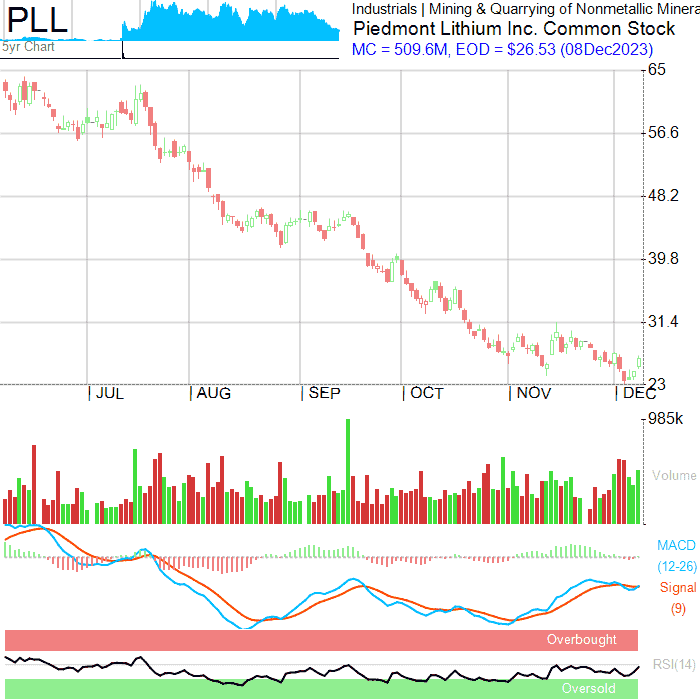 PLL
5yr Chart
Industrials | Mining & Quarrying of Nonmetallic Minera
Piedmont Lithium Inc. Common Stock
MC = 509.6M, EOD = $26.53 (08Dec2023)
65
56.6
48.2
39.8
31.4
23
JUL AUG SEP OCT NOV DEC
985k
Volume
MACD
(12-26)
Signal
(9)
Overbought
RSI(14)
Oversold